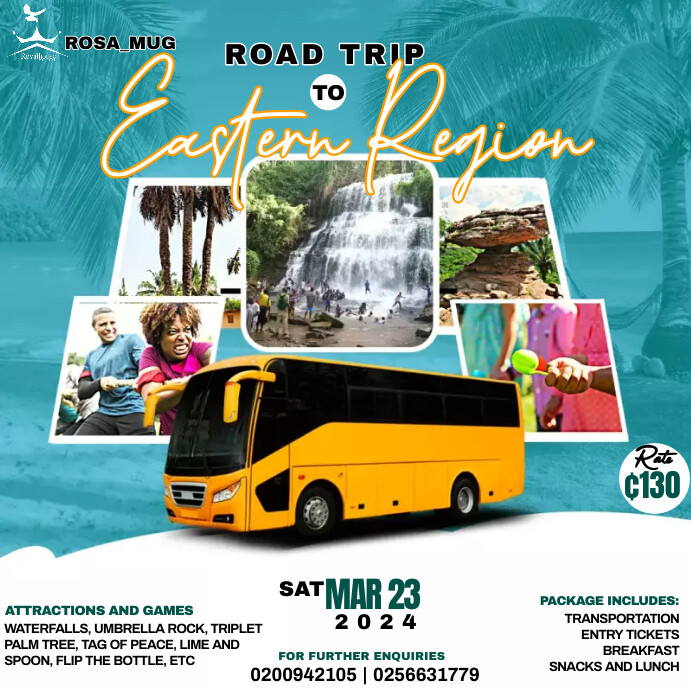 ROSA_MUG
ROAD TRIP
TO
Eastern Region
Rate
₵130
SAT MAR 23
2024
ATTRACTIONS AND GAMES
WATERFALLS, UMBRELLA ROCK, TRIPLET
PALM TREE, TAG OF PEACE, LIME AND
SPOON, FLIP THE BOTTLE, ETC
FOR FURTHER ENQUIRIES
0200942105 | 0256631779
PACKAGE INCLUDES:
TRANSPORTATION
ENTRY TICKETS
BREAKFAST
SNACKS AND LUNCH